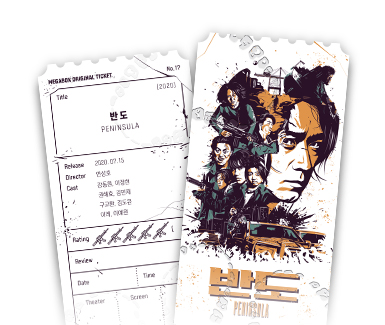 MEGABOX ORIGINAL TICKET
No.17
Title
(2020)
반도
PENINSULA
Release
2020.07.15
Director
연상호
Cast
강동원, 이정현
권해효, 김민재
구교환, 김도윤
이레, 이예원
Rating
Review
Date
Time
Theater
Screen
반도
PENINSULA